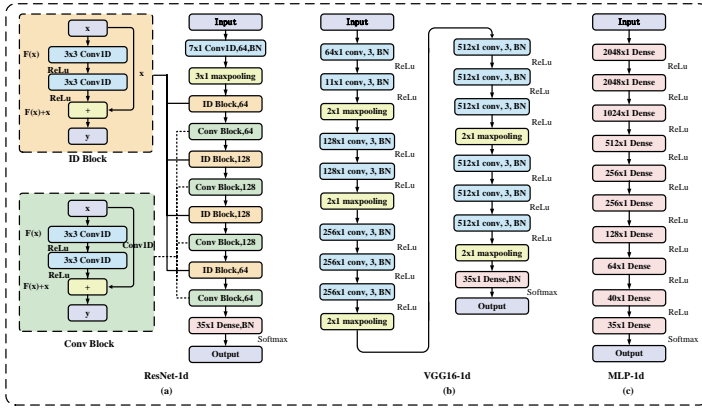 x
F(x)
3x3 Conv1D
ReLu
3x3 Conv1D
ReLu
x
F(x)+x
+
y
ID Block
x
F(x)
3x3 Conv1D
ReLu
Conv1D
3x3 Conv1D
ReLu
F(x)+x
+
y
Conv Block
Input
7x1 Conv1D,64,BN
3x1 maxpooling
ID Block,64
Conv Block,64
ID Block,128
Conv Block,128
ID Block,128
Conv Block,128
ID Block,64
Conv Block,64
35x1 Dense,BN
Softmax
Output
ResNet-1d
(a)
Input
64x1 conv, 3, BN
ReLu
11x1 conv, 3, BN
ReLu
2x1 maxpooling
128x1 conv, 3, BN
ReLu
128x1 conv, 3, BN
ReLu
2x1 maxpooling
256x1 conv, 3, BN
ReLu
256x1 conv, 3, BN
ReLu
256x1 conv, 3, BN
ReLu
2x1 maxpooling
512x1 conv, 3, BN
ReLu
512x1 conv, 3, BN
ReLu
512x1 conv, 3, BN
ReLu
2x1 maxpooling
512x1 conv, 3, BN
ReLu
512x1 conv, 3, BN
ReLu
512x1 conv, 3, BN
ReLu
2x1 maxpooling
35x1 Dense,BN
Softmax
Output
VGG16-1d
(b)
Input
2048x1 Dense
ReLu
2048x1 Dense
ReLu
1024x1 Dense
ReLu
512x1 Dense
ReLu
256x1 Dense
ReLu
256x1 Dense
ReLu
128x1 Dense
ReLu
64x1 Dense
ReLu
40x1 Dense
ReLu
35x1 Dense
Softmax
Output
MLP-1d
(c)